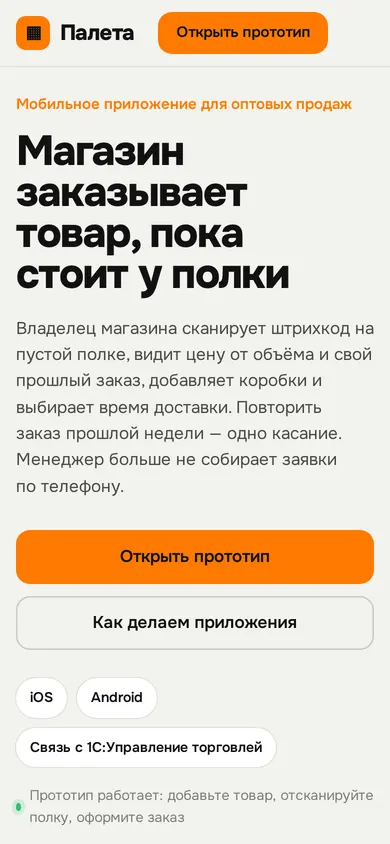 Палета
Открыть прототип
Мобильное приложение для оптовых продаж
Магазин
заказывает
товар, пока
стоит у полки
Владелец магазина сканирует штрихкод на
пустой полке, видит цену от объёма и свой
прошлый заказ, добавляет коробки и
выбирает время доставки. Повторить
заказ прошлой недели — одно касание.
Менеджер больше не собирает заявки
по телефону.
Открыть прототип
Как делаем приложения
iOS
Android
Связь с 1С:Управление торговлей
Прототип работает: добавьте товар, отсканируйте
полку, оформите заказ